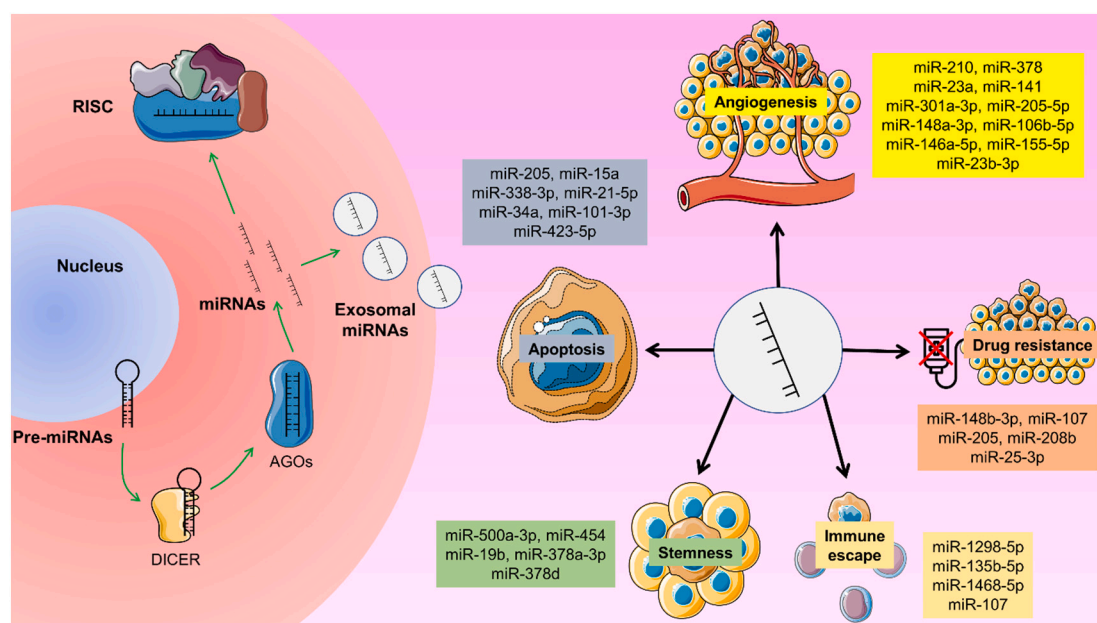 RISC
Nucleus
miRNAs
Exosomal
miRNAs
Pre-miRNAs
AGOs
DICER
Angiogenesis
miR-210, miR-378
miR-23a, miR-141
miR-301a-3p, miR-205-5p
miR-148a-3p, miR-106b-5p
miR-146a-5p, miR-155-5p
miR-23b-3p
miR-205, miR-15a
miR-338-3p, miR-21-5p
miR-34a, miR-101-3p
miR-423-5p
Apoptosis
Drug resistance
miR-148b-3p, miR-107
miR-205, miR-208b
miR-25-3p
miR-500a-3p, miR-454
miR-19b, miR-378a-3p
miR-378d
Stemness
Immune
escape
miR-1298-5p
miR-135b-5p
miR-1468-5p
miR-107